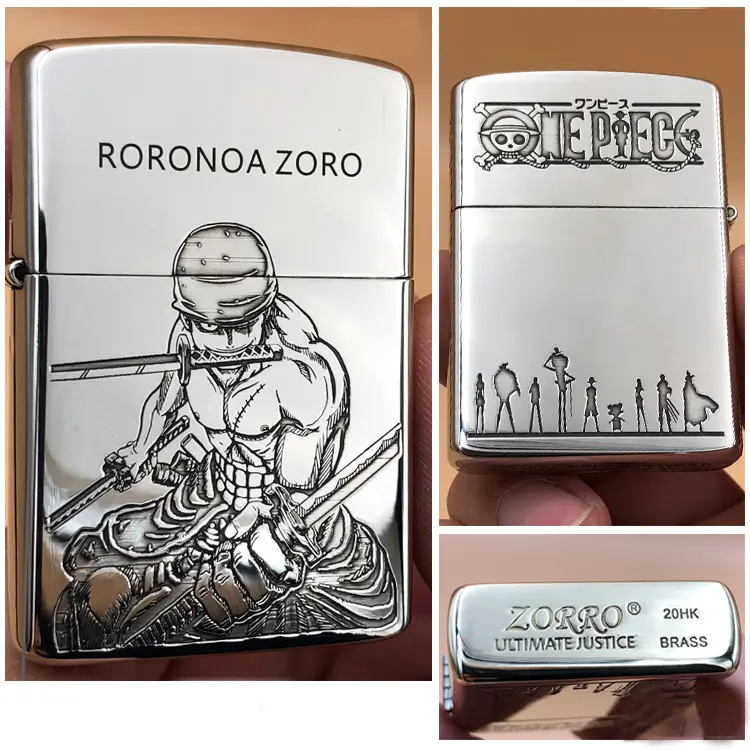 RORONOA ZORO
ワンピース
ONE PIECE
ZORRO® 20HK
ULTIMATE JUSTICE BRASS